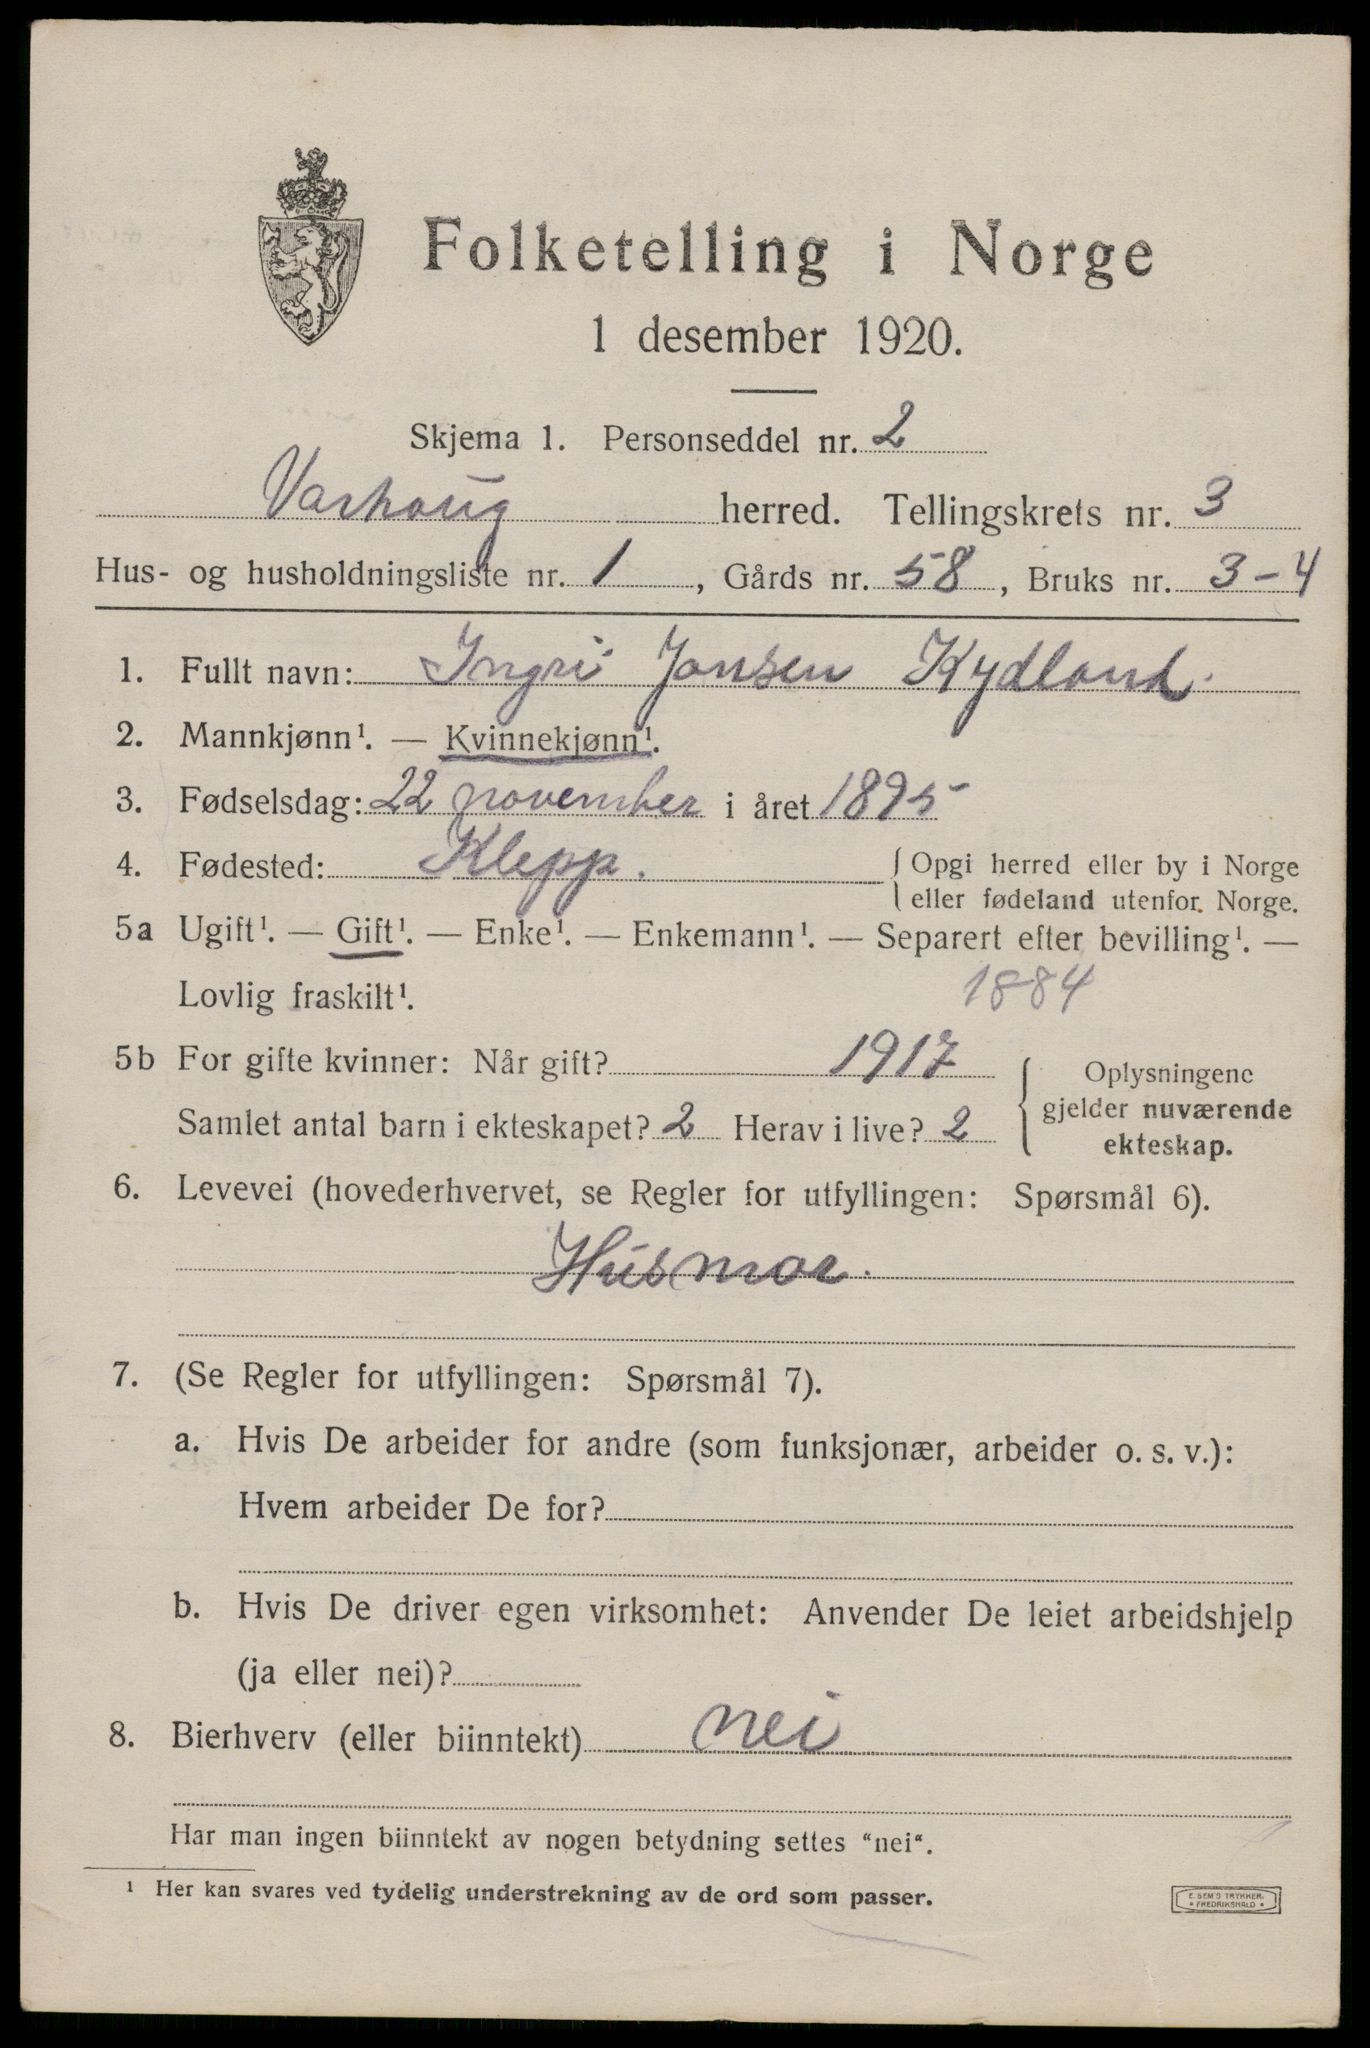 Folketelling i Norge
1 desember 1920.
Skjema 1. Personseddel nr. 2
Varhoug herred. Tellingskrets nr. 3
Hus- og husholdningsliste nr. 1, Gårds nr. 58, Bruks nr. 3-4
1. Fullt navn: Ingri Jonsen Kydland.
2. Mannkjønn¹. — Kvinnekjønn¹.
3. Fødselsdag: 22 november i året 1895
4. Fødested: Klepp. { Opgi herred eller by i Norge
eller fødeland utenfor Norge.
5a Ugift¹. — Gift¹. — Enke¹. — Enkemann¹. — Separert efter bevilling¹. —
Lovlig fraskilt¹. 1884
5b For gifte kvinner: Når gift? 1917 { Oplysningene
gjelder nuværende
Samlet antal barn i ekteskapet? 2 Herav i live? 2
ekteskap.
6. Levevei (hovederhvervet, se Regler for utfyllingen: Spørsmål 6).
Husmor.
7. (Se Regler for utfyllingen: Spørsmål 7).
a. Hvis De arbeider for andre (som funksjonær, arbeider o. s. v.):
Hvem arbeider De for?
b. Hvis De driver egen virksomhet: Anvender De leiet arbeidshjelp
(ja eller nei)?
8. Bierhverv (eller biinntekt) nei
Har man ingen biinntekt av nogen betydning settes "nei".
¹ Her kan svares ved tydelig understrekning av de ord som passer.
E. SEM'S TRYKKERI
* FREDRIKSHALD *